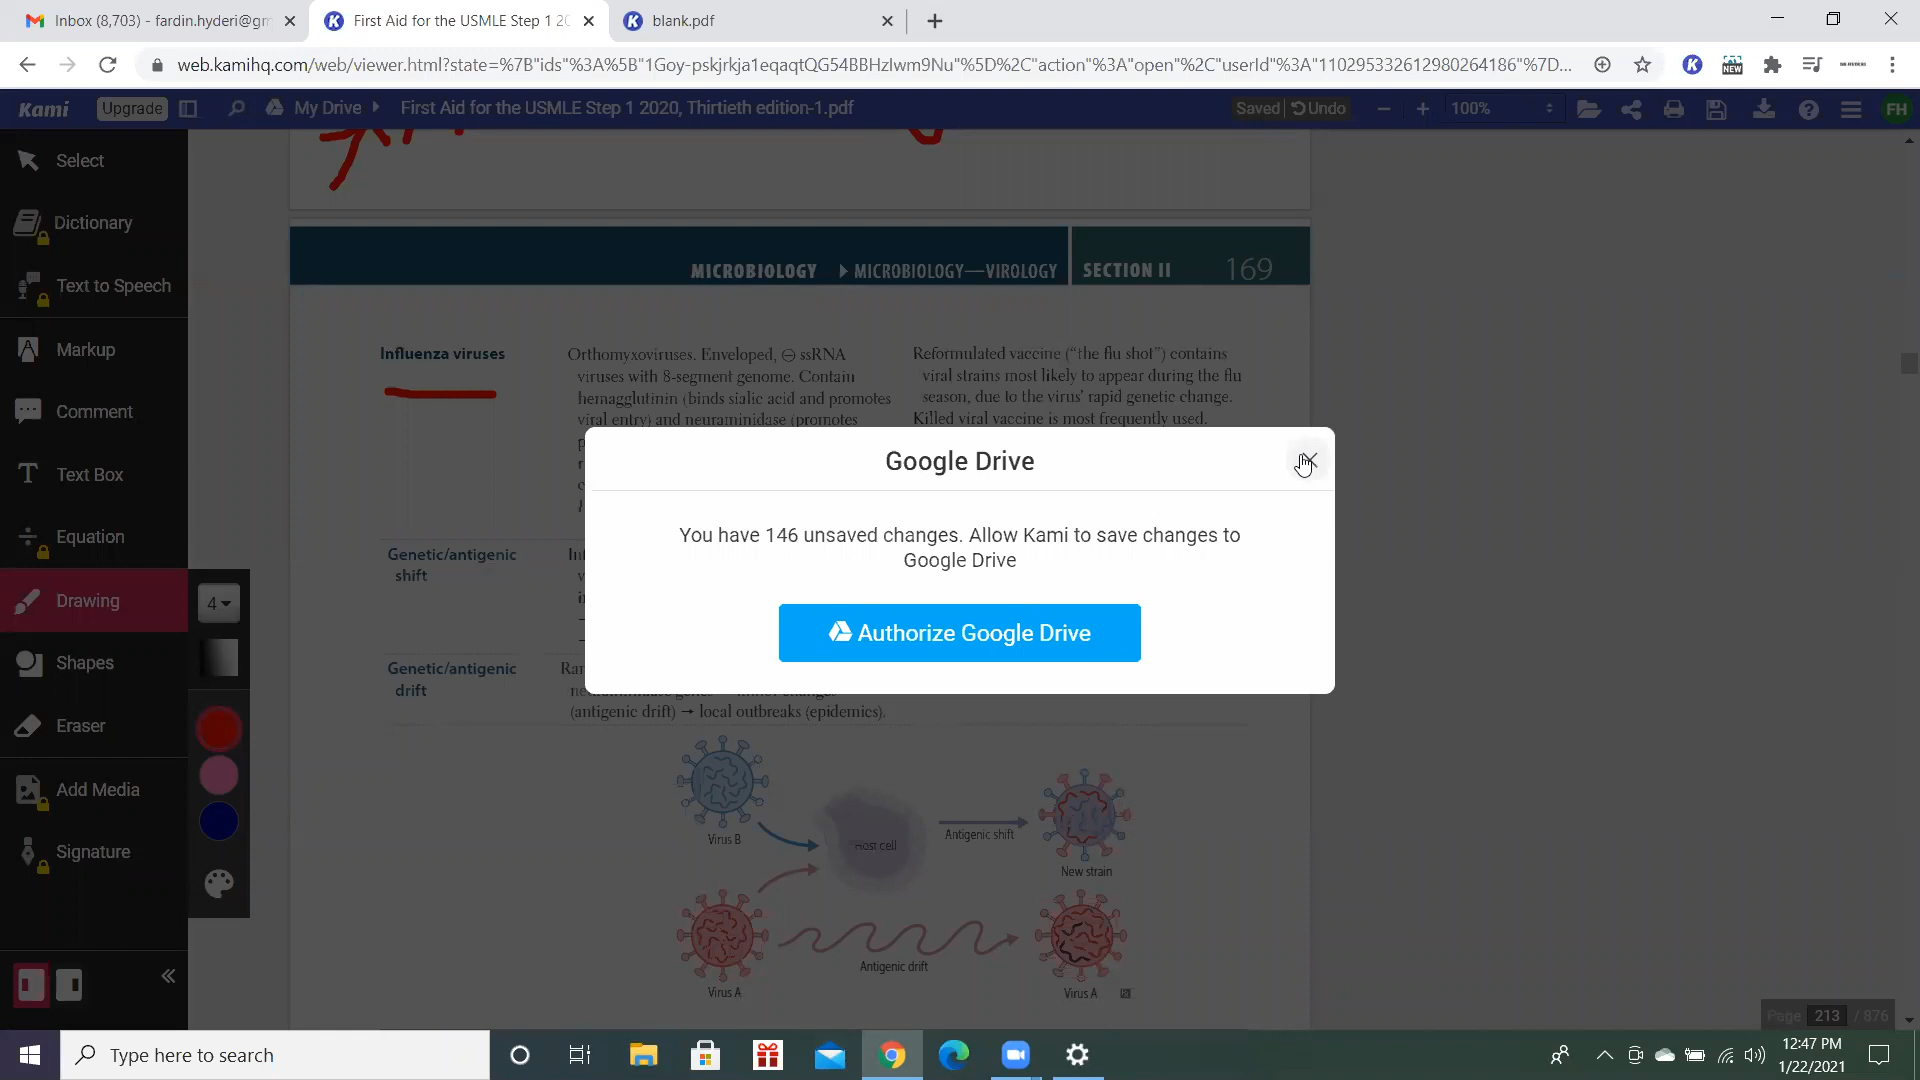 Inbox (8,703) - fardin.hyderi@gm
First Aid for the USMLE Step 1 20
blank.pdf
web.kamihq.com/web/viewer.html?state=%7B"ids"%3A%5B"1Goy-pskjrkja1eqaqtQG54BBHzlwm9Nu"%5D%2C"action"%3A"open"%2C"userId"%3A"110295332612980264186"%7D...
NEW
Kami
Upgrade
My Drive
First Aid for the USMLE Step 1 2020, Thirtieth edition-1.pdf
Saved
Undo
100%
FH
Select
Dictionary
Text to Speech
Markup
Comment
Text Box
Equation
Drawing
4
Shapes
Eraser
Add Media
Signature
MICROBIOLOGY ▶ MICROBIOLOGY—VIROLOGY
SECTION II
169
Influenza viruses
Orthomyxoviruses. Enveloped, ⊖ ssRNA
viruses with 8-segment genome. Contain
hemagglutinin (binds sialic acid and promotes
viral entry) and neuraminidase (promotes
Reformulated vaccine (“the flu shot”) contains
viral strains most likely to appear during the flu
season, due to the virus’ rapid genetic change.
Killed viral vaccine is most frequently used.
Google Drive
You have 146 unsaved changes. Allow Kami to save changes to
Google Drive
Authorize Google Drive
Genetic/antigenic
shift
Genetic/antigenic
drift
(antigenic drift) → local outbreaks (epidemics).
Virus B
Host cell
Antigenic shift
New strain
Virus A
Antigenic drift
Virus A
Page 213 / 876
Type here to search
12:47 PM
1/22/2021